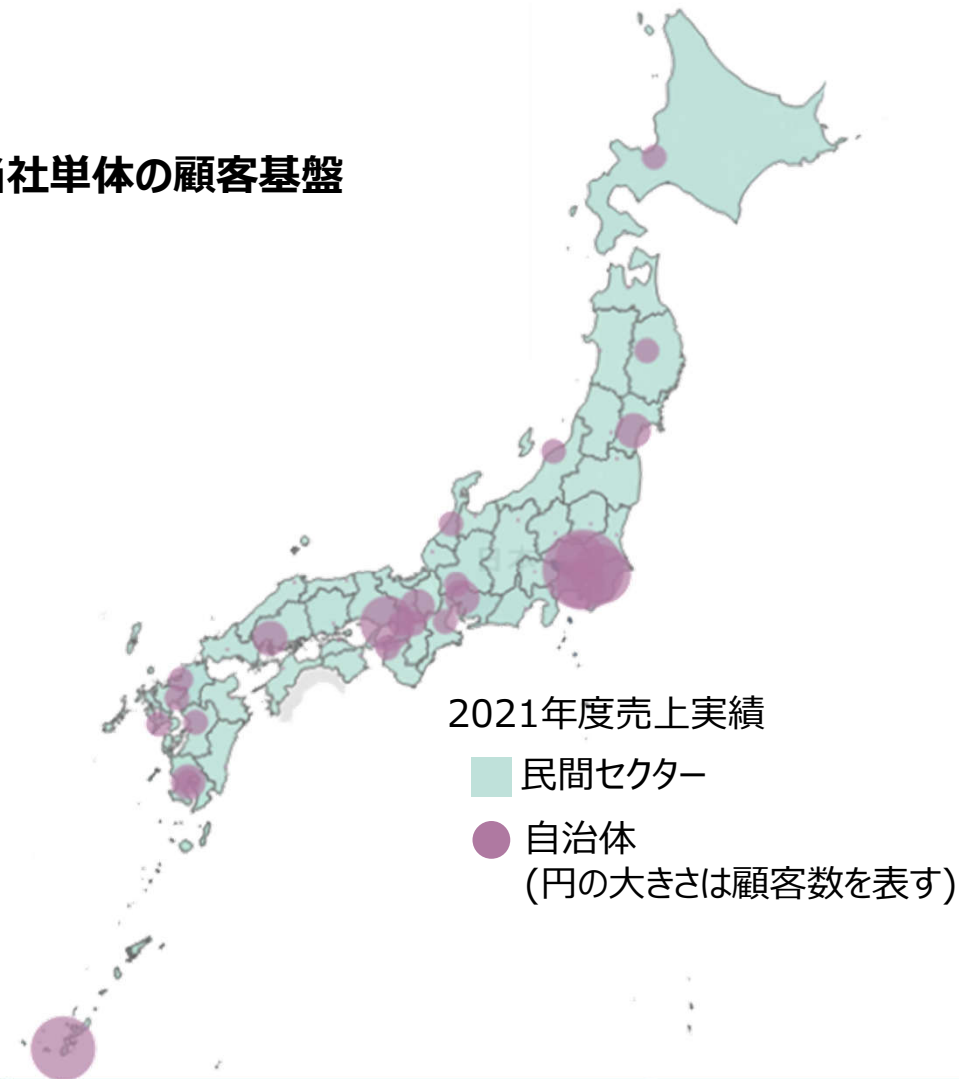 社単体の顧客基盤
日本
2021年度売上実績
民間セクター
自治体
(円の大きさは顧客数を表す)